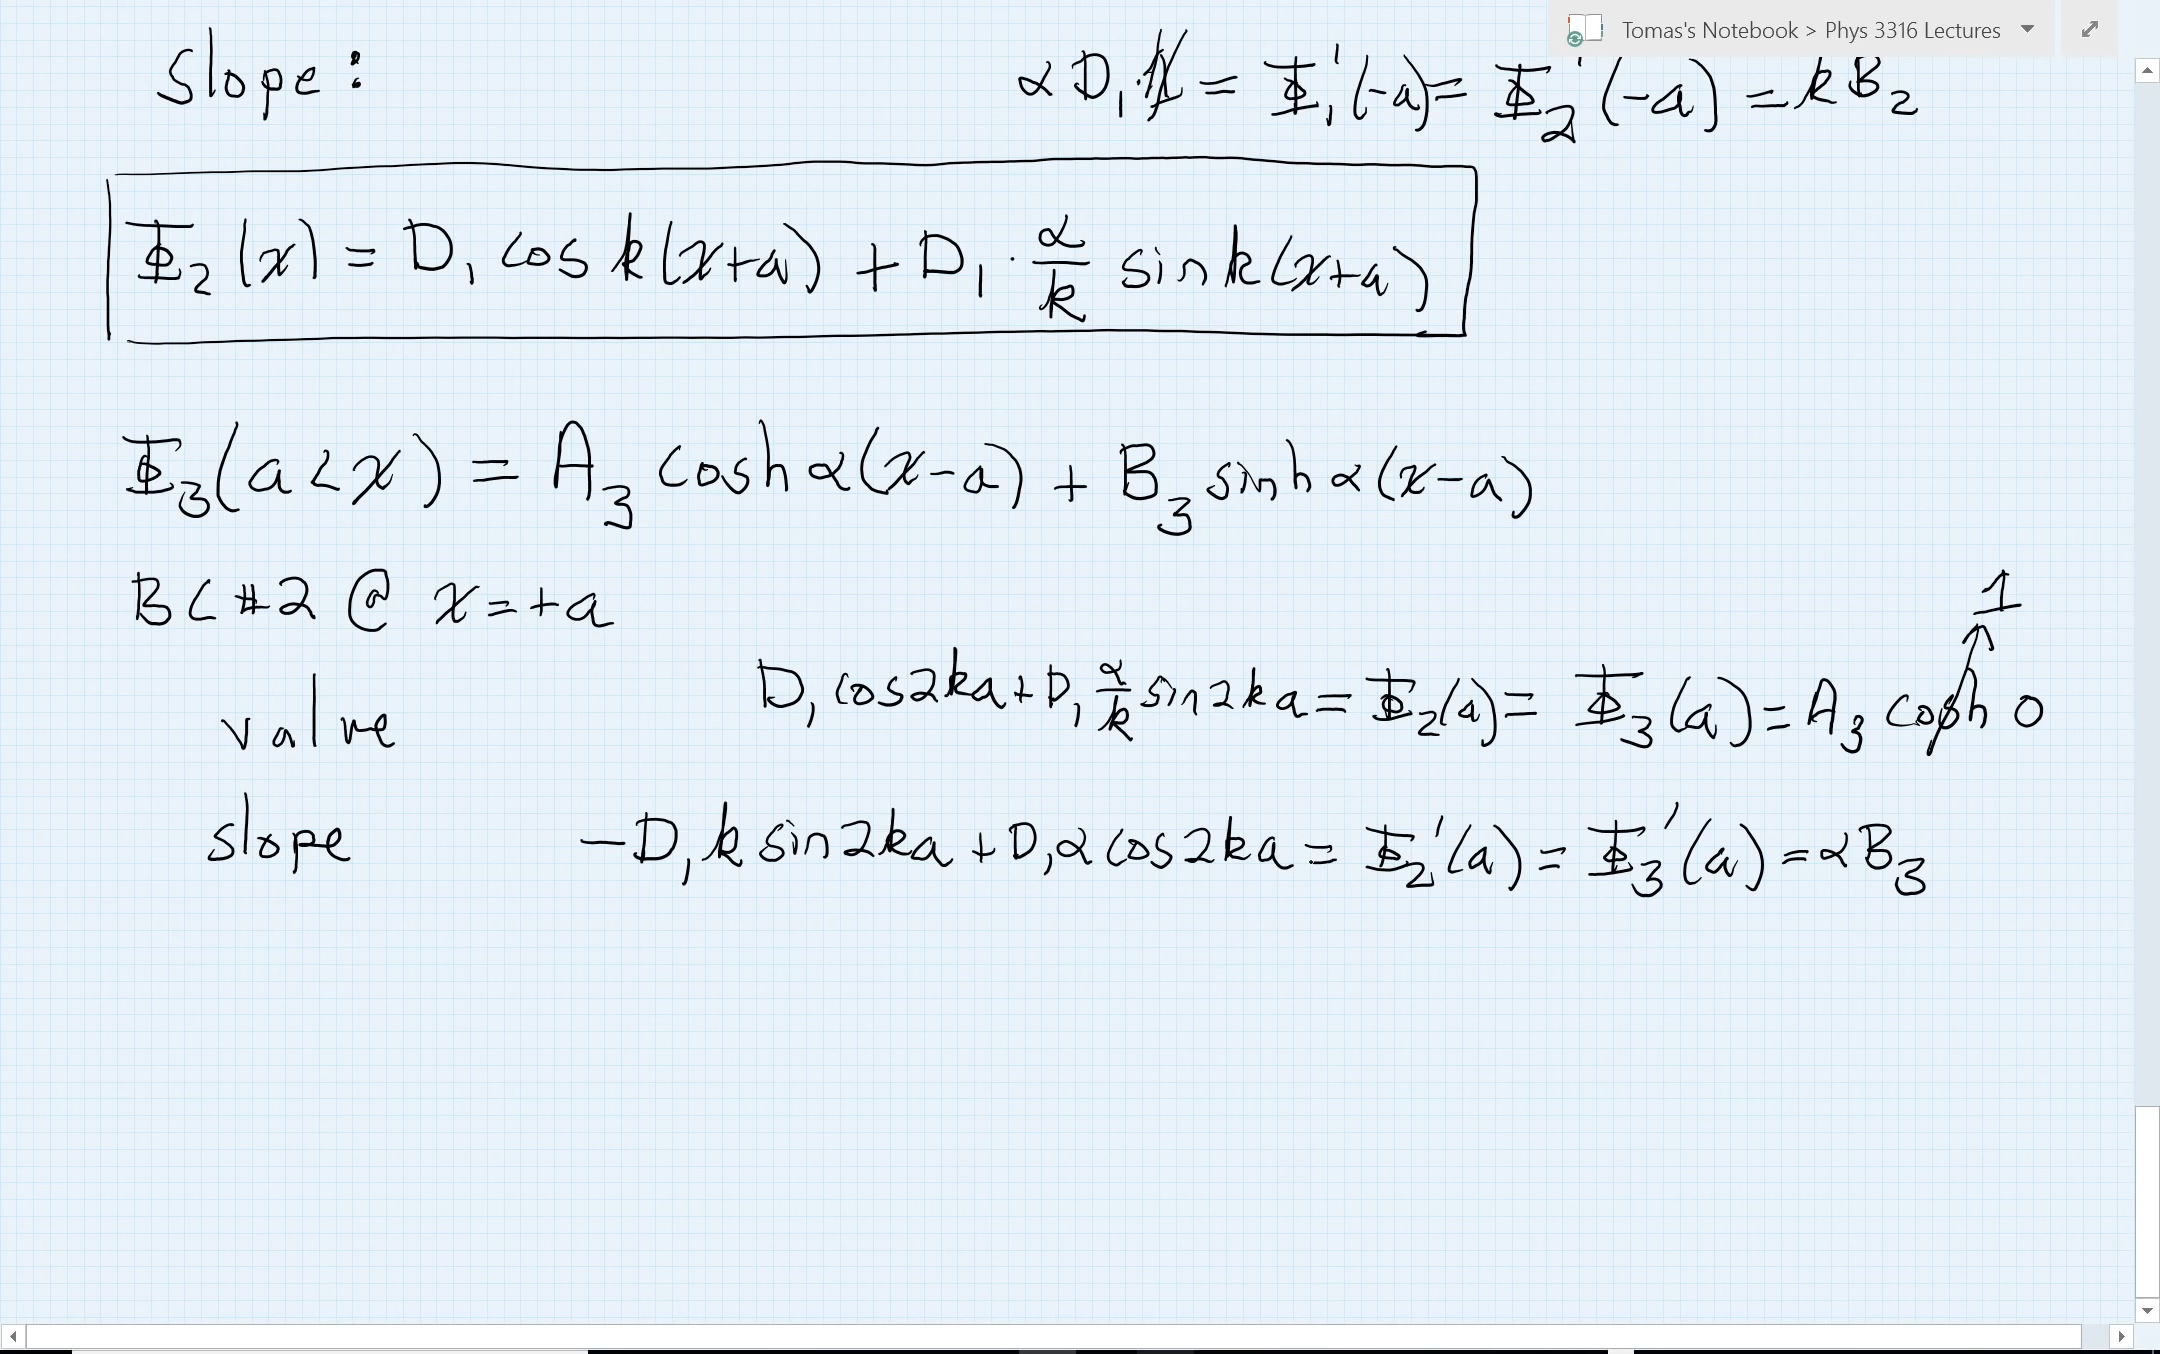 Tomas's Notebook > Phys 3316 Lectures
Slope: αD₁·1 = Φ₁'(-a) = Φ₂'(-a) = kB₂
Φ₂(x) = D₁ cos k(x+a) + D₁ · α/k sin k(x+a)
Φ₃(a<x) = A₃ cosh α(x-a) + B₃ sinh α(x-a)
BC #2 @ x = +a
1
value D₁ cos2ka + D₁ α/k sin2ka = Φ₂(a) = Φ₃(a) = A₃ cosh 0
slope -D₁k sin2ka + D₁α cos2ka = Φ₂'(a) = Φ₃'(a) = αB₃